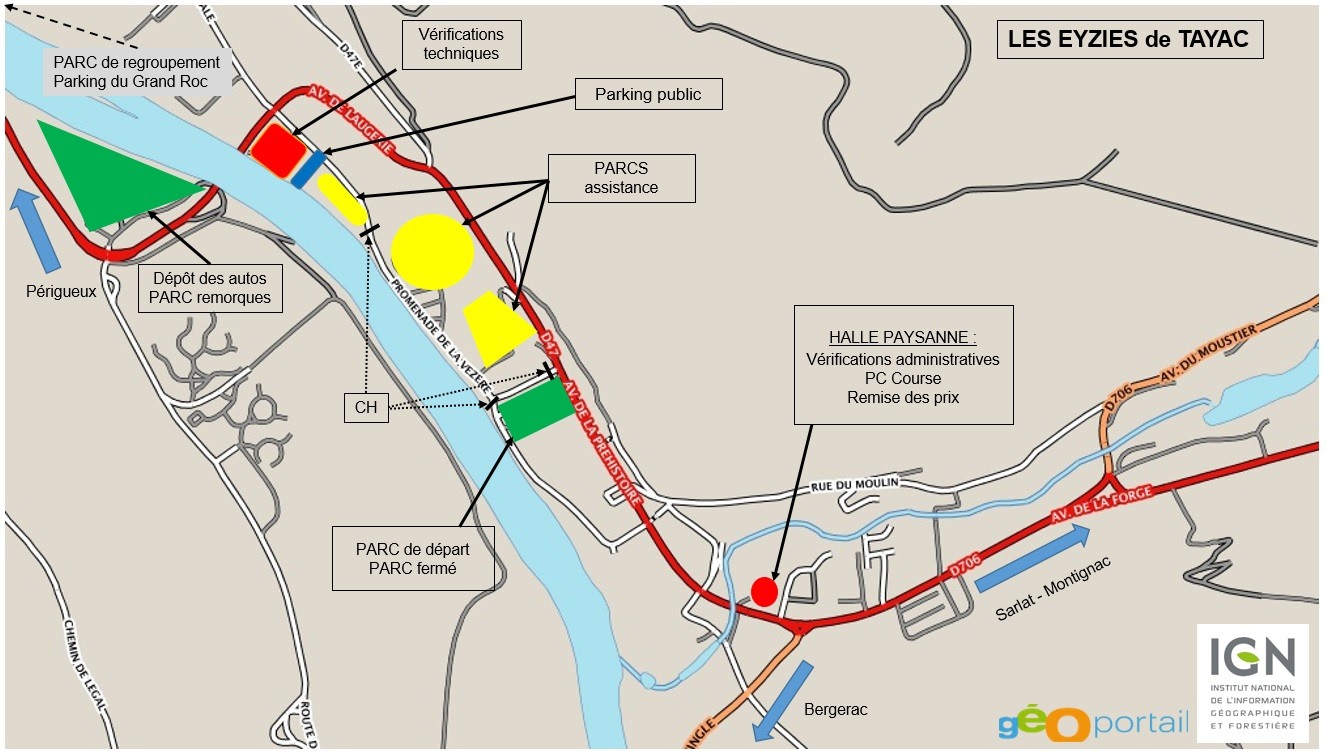 LES EYZIES de TAYAC
ALE
D47E
Vérifications
techniques
PARC de regroupement
Parking du Grand Roc
Parking public
AV. DE LAUGERIE
PARCS
assistance
Périgueux
Dépôt des autos
PARC remorques
PROMENADE DE LA VEZERE
D47
HALLE PAYSANNE :
Vérifications administratives
PC Course
Remise des prix
AV. DU MOUSTIER
D706
CH
AV. DE LA PREHISTOIRE
RUE DU MOULIN
AV. DE LA FORGE
PARC de départ
PARC fermé
D706
Sarlat - Montignac
CHEMIN DE LEGAL
ROUTE D
ANGLE
Bergerac
géoportail
IGN
INSTITUT NATIONAL
DE L'INFORMATION
GÉOGRAPHIQUE
ET FORESTIÈRE